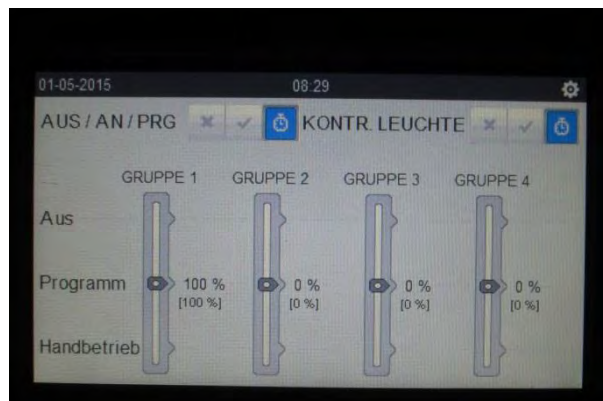 01-05-2015 08:29
AUS / AN / PRG KONTR. LEUCHTE
GRUPPE 1 GRUPPE 2 GRUPPE 3 GRUPPE 4
Aus
Programm 100 % 0 % 0 % 0 %
[100 %] [0 %] [0 %] [0 %]
Handbetrieb